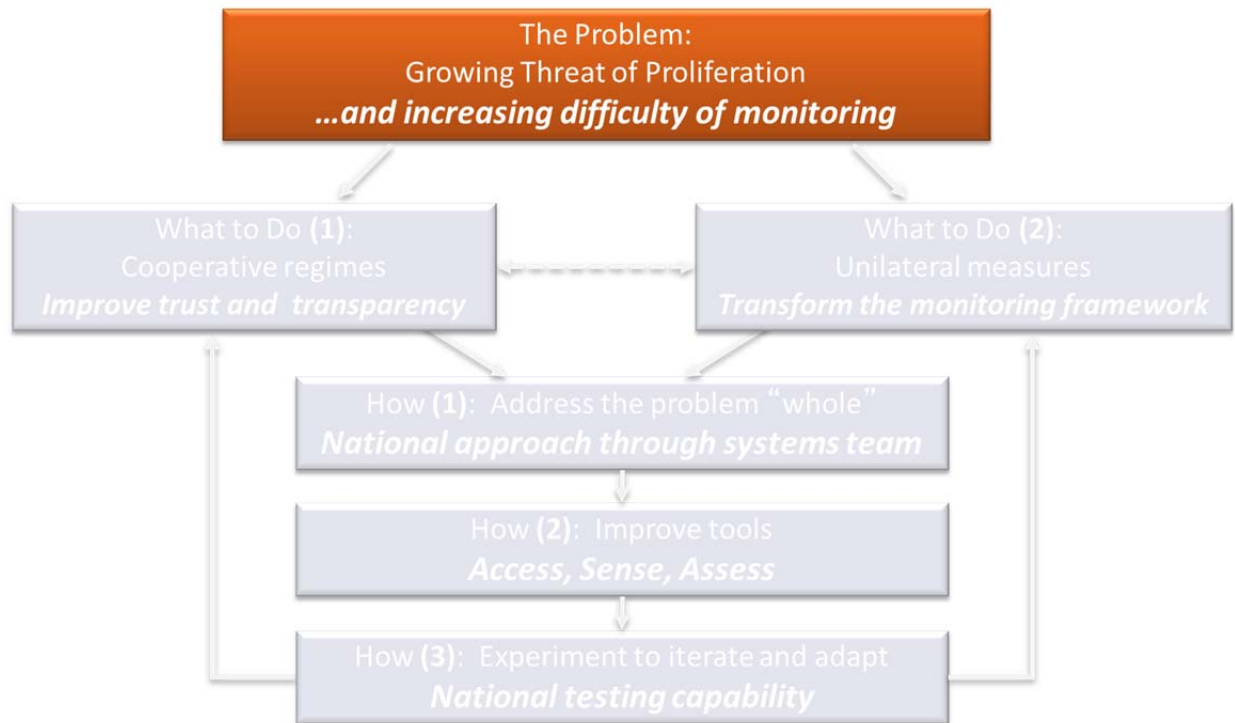 The Problem:
Growing Threat of Proliferation
...and increasing difficulty of monitoring
What to Do (1):
Cooperative regimes
Improve trust and transparency
What to Do (2):
Unilateral measures
Transform the monitoring framework
How (1): Address the problem “whole”
National approach through systems team
How (2): Improve tools
Access, Sense, Assess
How (3): Experiment to iterate and adapt
National testing capability